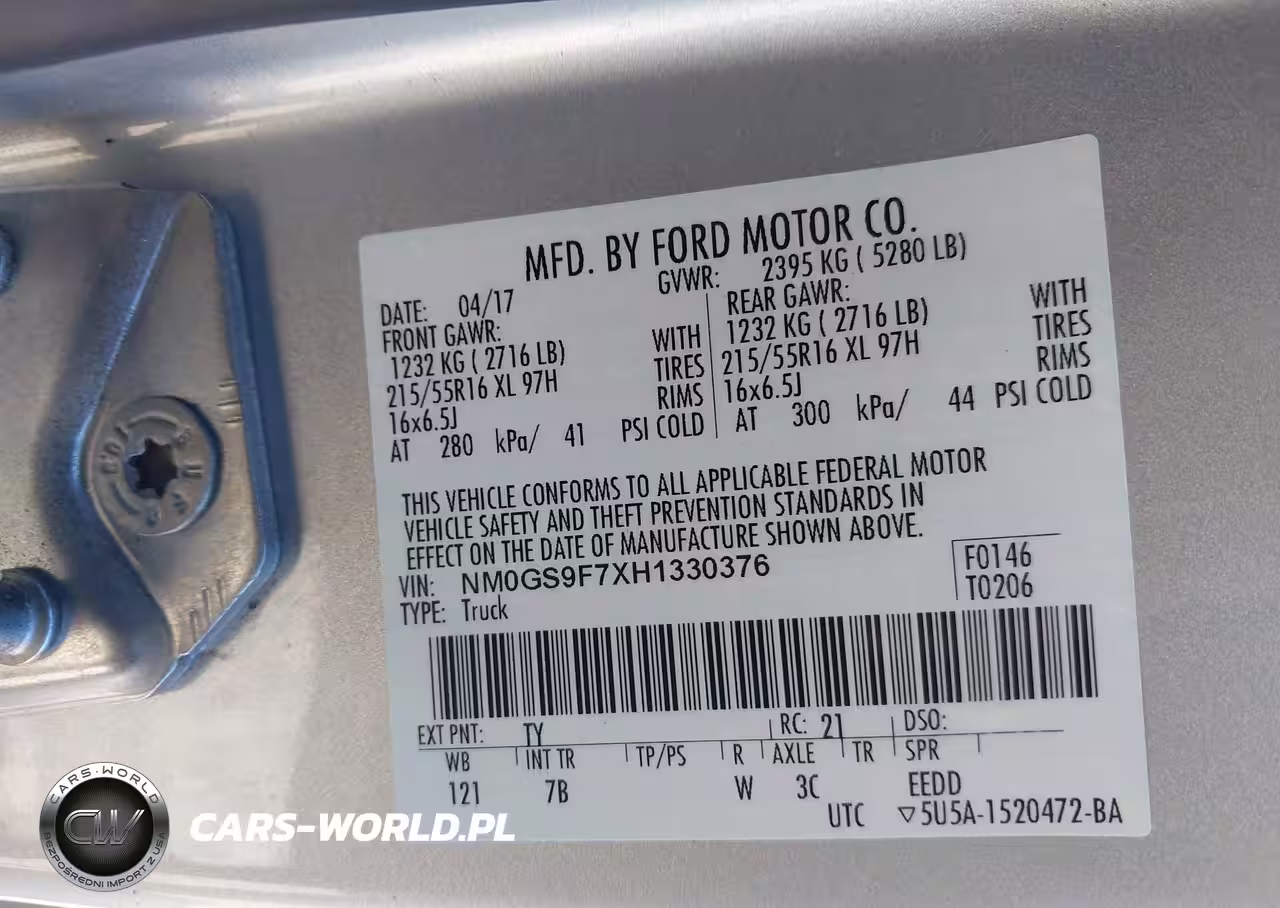 MFD. BY FORD MOTOR CO.
DATE: 04/17 GVWR: 2395 KG ( 5280 LB)
FRONT GAWR: REAR GAWR:
1232 KG ( 2716 LB) WITH 1232 KG ( 2716 LB) WITH
215/55R16 XL 97H TIRES 215/55R16 XL 97H TIRES
16x6.5J RIMS 16x6.5J RIMS
AT 280 kPa/ 41 PSI COLD AT 300 kPa/ 44 PSI COLD
THIS VEHICLE CONFORMS TO ALL APPLICABLE FEDERAL MOTOR
VEHICLE SAFETY AND THEFT PREVENTION STANDARDS IN
EFFECT ON THE DATE OF MANUFACTURE SHOWN ABOVE.
VIN: NM0GS9F7XH1330376 F0146
TYPE: Truck T0206
EXT PNT: TY RC: 21 DSO:
WB INT TR TP/PS R AXLE TR SPR
121 7B W 3C EEDD
UTC ▽5U5A-1520472-BA
CARS-WORLD
CW
BEZPOŚREDNI IMPORT Z USA
CARS-WORLD.PL